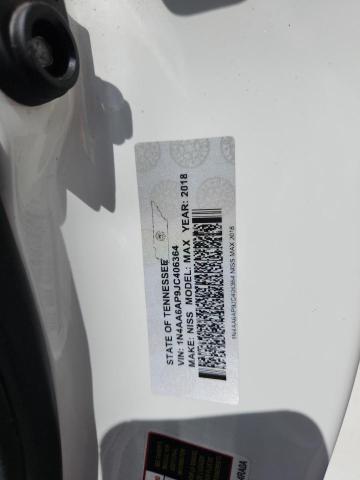 STATE OF TENNESSEE
VIN: 1N4AA6AP9JC406364
MAKE: NISS MODEL: MAX YEAR: 2018
1N4AA6AP9JC406364 NISS MAX 2018